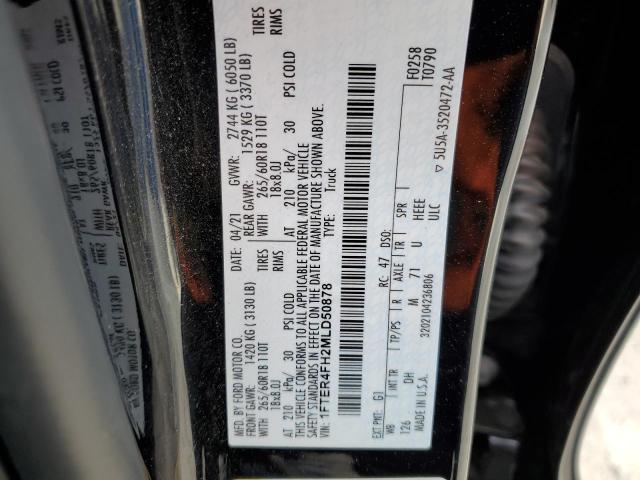 MFD. BY FORD MOTOR CO.
DATE: 04/21 GVWR: 2744 KG ( 6050 LB)
FRONT GAWR: 1420 KG ( 3130 LB) REAR GAWR: 1529 KG ( 3370 LB)
WITH 265/60R18 110T TIRES WITH 265/60R18 110T TIRES
18x8.0J RIMS 18x8.0J RIMS
AT 210 kPa/ 30 PSI COLD AT 210 kPa/ 30 PSI COLD
THIS VEHICLE CONFORMS TO ALL APPLICABLE FEDERAL MOTOR VEHICLE
SAFETY STANDARDS IN EFFECT ON THE DATE OF MANUFACTURE SHOWN ABOVE.
VIN: 1FTER4FH2MLD50878 Truck
F0258
T0790
EXT PNT: G1 RC: 47 DSO:
WB INT TR TP/PS R AXLE TR SPR
126 DH M 71 U HEEE
ULC
MADE IN U.S.A. 3202104236806
▽ 5U5A-3520472-AA